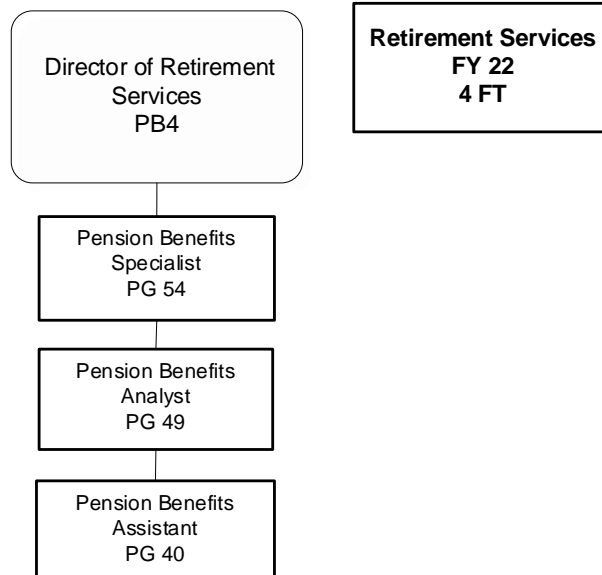 Director of Retirement
Services
PB4
Retirement Services
FY 22
4 FT
Pension Benefits
Specialist
PG 54
Pension Benefits
Analyst
PG 49
Pension Benefits
Assistant
PG 40